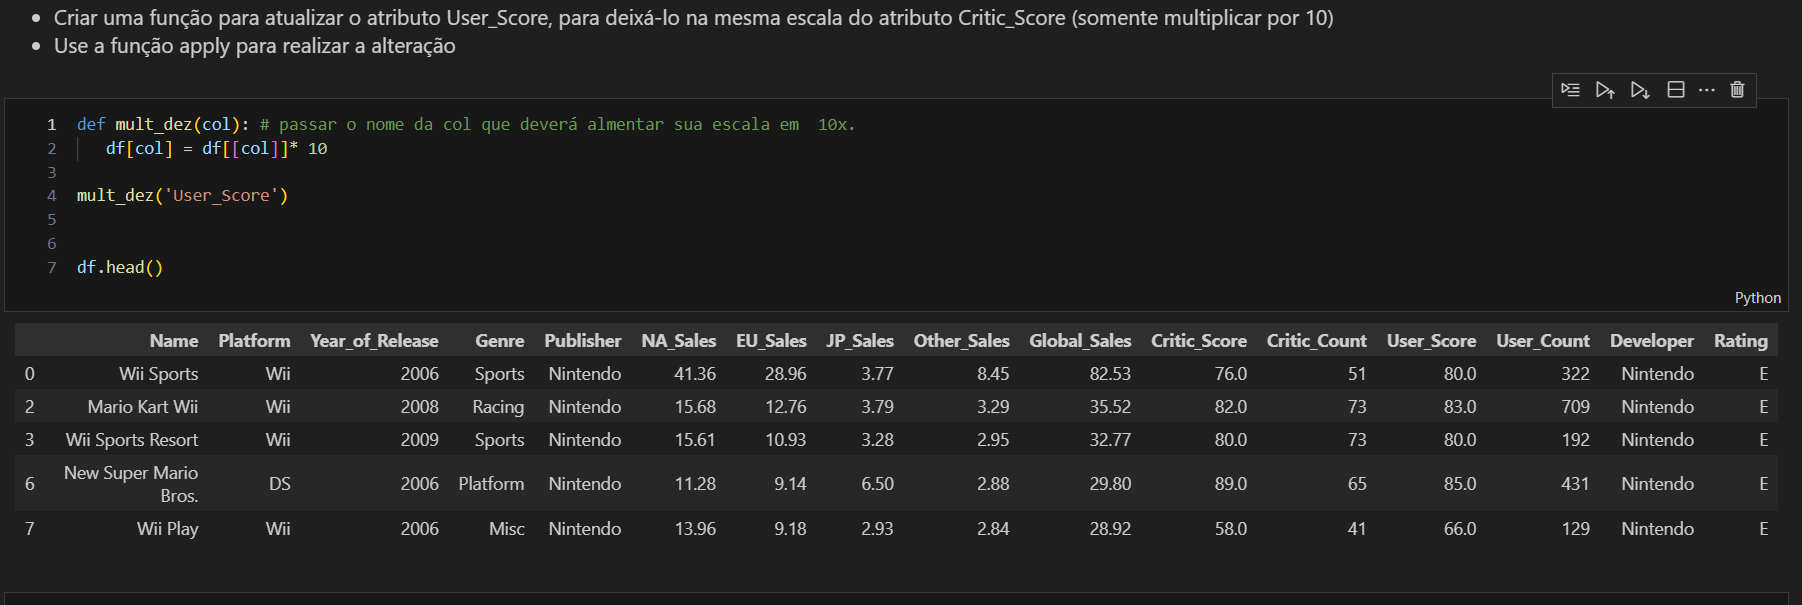 • Criar uma função para atualizar o atributo User_Score, para deixá-lo na mesma escala do atributo Critic_Score (somente multiplicar por 10)
• Use a função apply para realizar a alteração
1 def mult_dez(col): # passar o nome da col que deverá almentar sua escala em  10x.
2    df[col] = df[[col]]* 10
3
4 mult_dez('User_Score')
5
6
7 df.head()
Python
Name Platform Year_of_Release Genre Publisher NA_Sales EU_Sales JP_Sales Other_Sales Global_Sales Critic_Score Critic_Count User_Score User_Count Developer Rating
0 Wii Sports Wii 2006 Sports Nintendo 41.36 28.96 3.77 8.45 82.53 76.0 51 80.0 322 Nintendo E
2 Mario Kart Wii Wii 2008 Racing Nintendo 15.68 12.76 3.79 3.29 35.52 82.0 73 83.0 709 Nintendo E
3 Wii Sports Resort Wii 2009 Sports Nintendo 15.61 10.93 3.28 2.95 32.77 80.0 73 80.0 192 Nintendo E
6 New Super Mario Bros. DS 2006 Platform Nintendo 11.28 9.14 6.50 2.88 29.80 89.0 65 85.0 431 Nintendo E
7 Wii Play Wii 2006 Misc Nintendo 13.96 9.18 2.93 2.84 28.92 58.0 41 66.0 129 Nintendo E